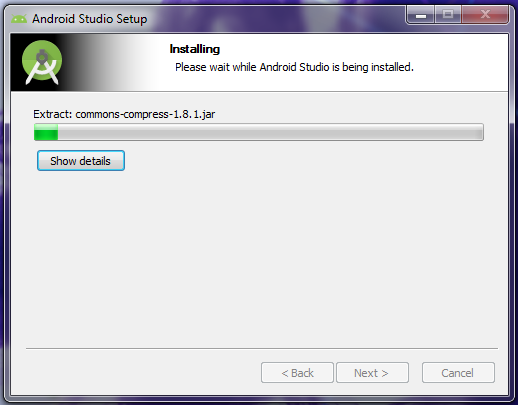 Android Studio Setup
Installing
Please wait while Android Studio is being installed.
Extract: commons-compress-1.8.1.jar
Show details
< Back
Next >
Cancel